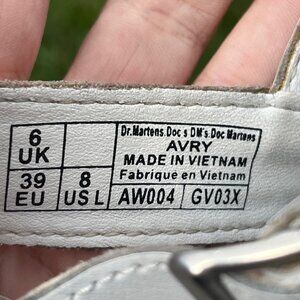 6
UK
39
EU
8
US L
Dr.Martens.Doc s DM's.Doc Martens
AVRY
MADE IN VIETNAM
Fabriqué en Vietnam
AW004 GV03X